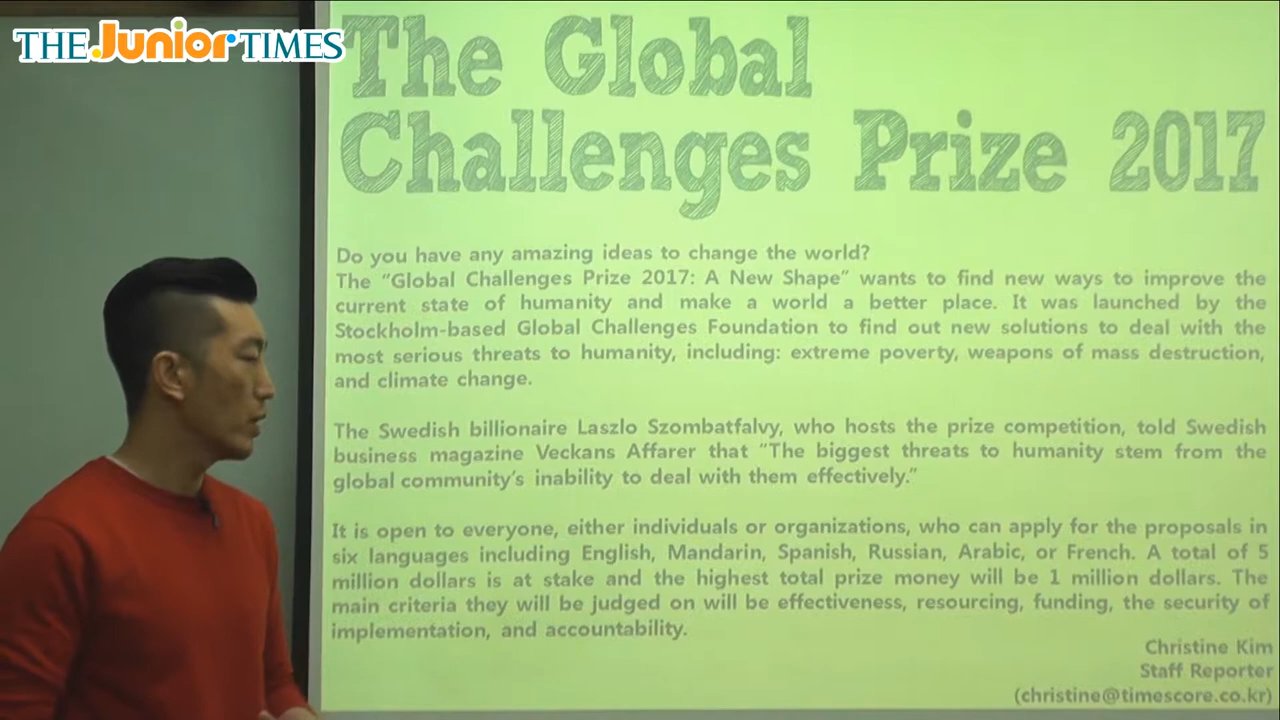 THE Junior TIMES
The Global
Challenges Prize 2017
Do you have any amazing ideas to change the world?
The “Global Challenges Prize 2017: A New Shape” wants to find new ways to improve the
current state of humanity and make a world a better place. It was launched by the
Stockholm-based Global Challenges Foundation to find out new solutions to deal with the
most serious threats to humanity, including: extreme poverty, weapons of mass destruction,
and climate change.
The Swedish billionaire Laszlo Szombatfalvy, who hosts the prize competition, told Swedish
business magazine Veckans Affarer that “The biggest threats to humanity stem from the
global community’s inability to deal with them effectively.”
It is open to everyone, either individuals or organizations, who can apply for the proposals in
six languages including English, Mandarin, Spanish, Russian, Arabic, or French. A total of 5
million dollars is at stake and the highest total prize money will be 1 million dollars. The
main criteria they will be judged on will be effectiveness, resourcing, funding, the security of
implementation, and accountability.
Christine Kim
Staff Reporter
(christine@timescore.co.kr)